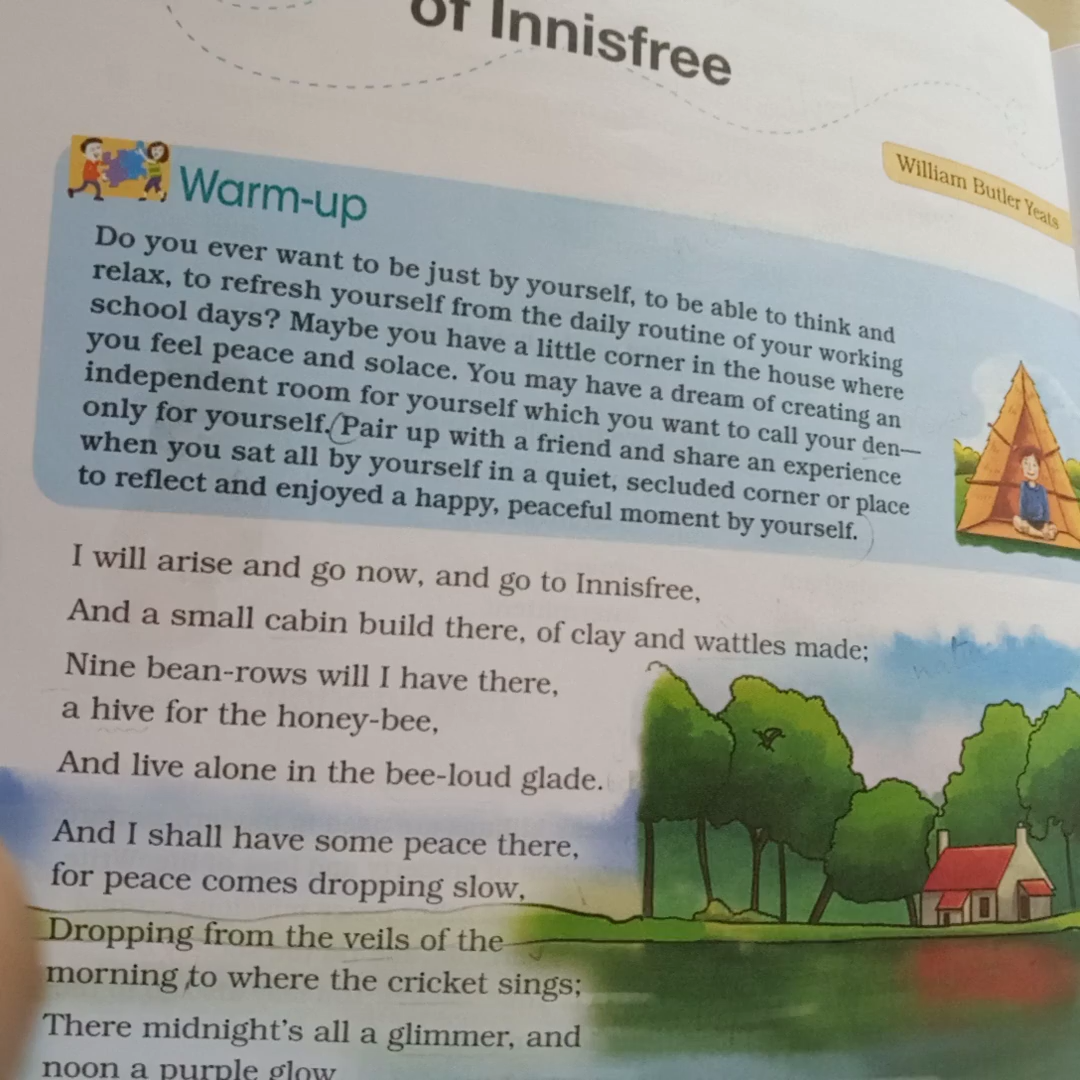 of Innisfree
William Butler Yeats
Warm-up
Do you ever want to be just by yourself, to be able to think and
relax, to refresh yourself from the daily routine of your working
school days? Maybe you have a little corner in the house where
you feel peace and solace. You may have a dream of creating an
independent room for yourself which you want to call your den—
only for yourself. Pair up with a friend and share an experience
when you sat all by yourself in a quiet, secluded corner or place
to reflect and enjoyed a happy, peaceful moment by yourself.
I will arise and go now, and go to Innisfree,
And a small cabin build there, of clay and wattles made;
Nine bean-rows will I have there,
a hive for the honey-bee,
And live alone in the bee-loud glade.
And I shall have some peace there,
for peace comes dropping slow,
Dropping from the veils of the
morning to where the cricket sings;
There midnight's all a glimmer, and
noon a purple glow